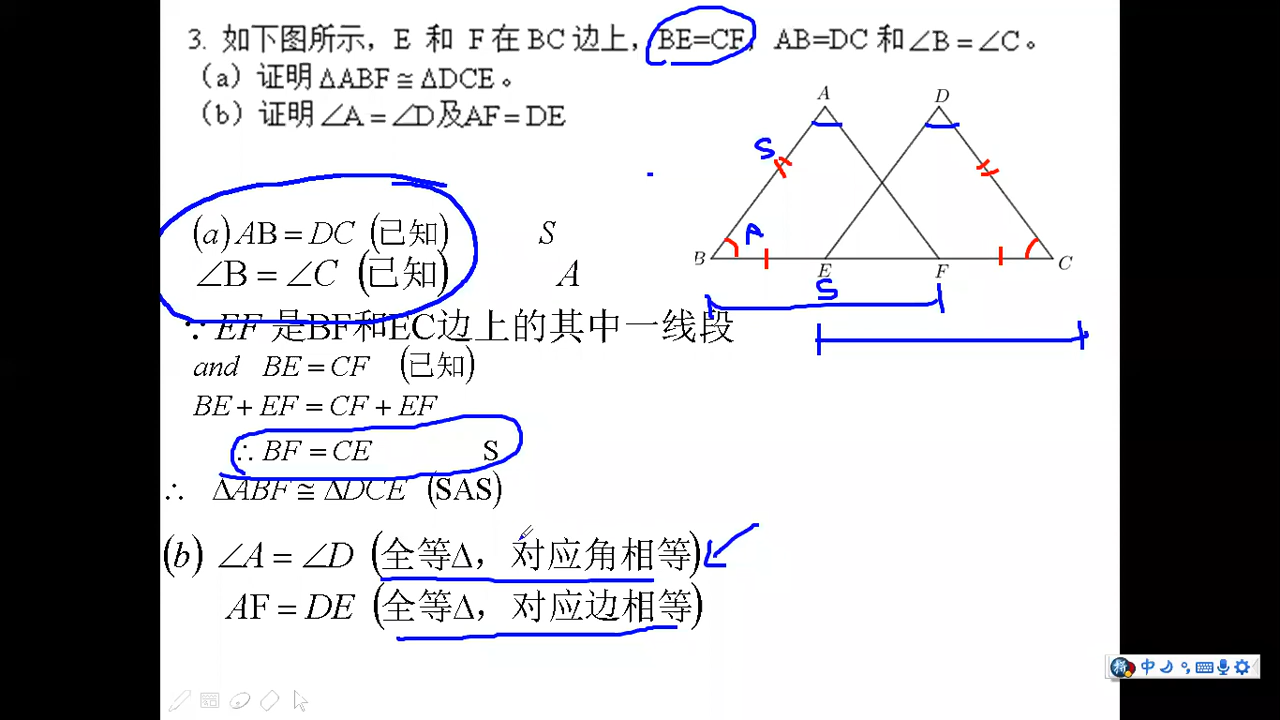 3. 如下图所示，E 和 F 在 BC 边上，BE=CF，AB=DC 和∠B = ∠C 。
(a) 证明 ΔABF ≅ ΔDCE 。
(b) 证明 ∠A = ∠D 及 AF = DE
A D
S
A
B E F C
S
(a) AB = DC (已知) S
∠B = ∠C (已知) A
∵ EF 是BF和EC边上的其中一线段
and BE = CF (已知)
BE + EF = CF + EF
∴ BF = CE S
∴ ΔABF ≅ ΔDCE (SAS)
(b) ∠A = ∠D (全等Δ，对应角相等)
AF = DE (全等Δ，对应边相等)
中